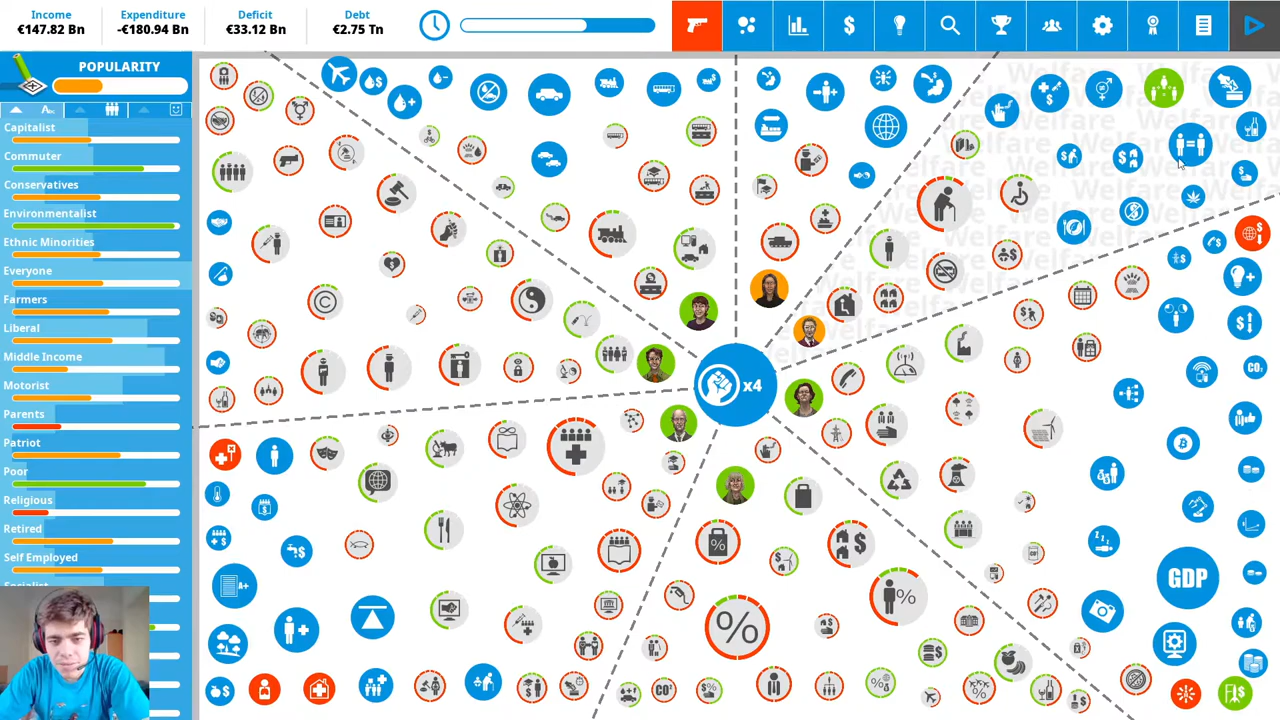 Income
Expenditure
Deficit
Debt
€147.82 Bn
-€180.94 Bn
€33.12 Bn
€2.75 Tn
POPULARITY
Capitalist
Commuter
Conservatives
Environmentalist
Ethnic Minorities
Everyone
Farmers
Liberal
Middle Income
Motorist
Parents
Patriot
Poor
Religious
Retired
Self Employed
Welfare
x4
GDP
CO²
CO²
A+
%
%
%